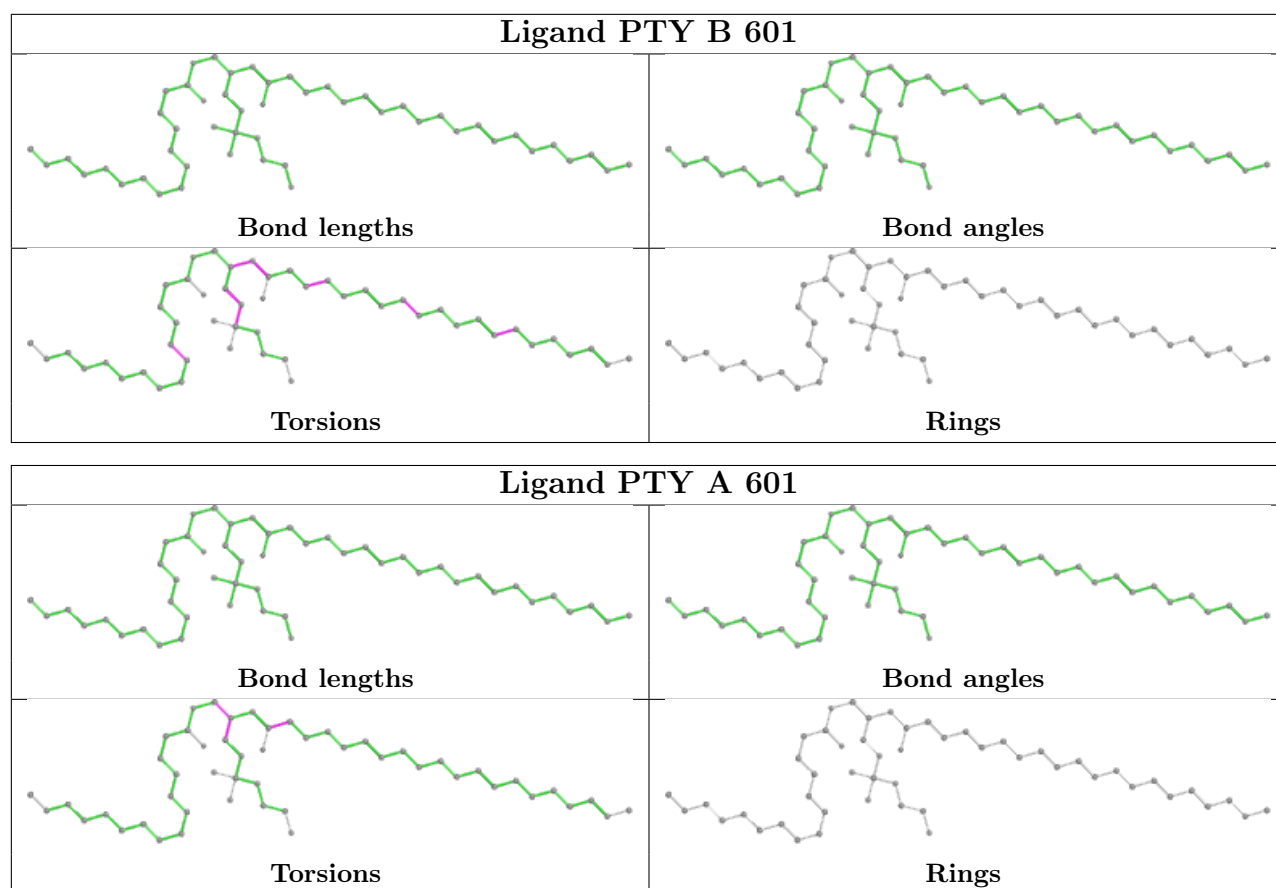 Ligand PTY B 601
Bond lengths
Bond angles
Torsions
Rings
Ligand PTY A 601
Bond lengths
Bond angles
Torsions
Rings